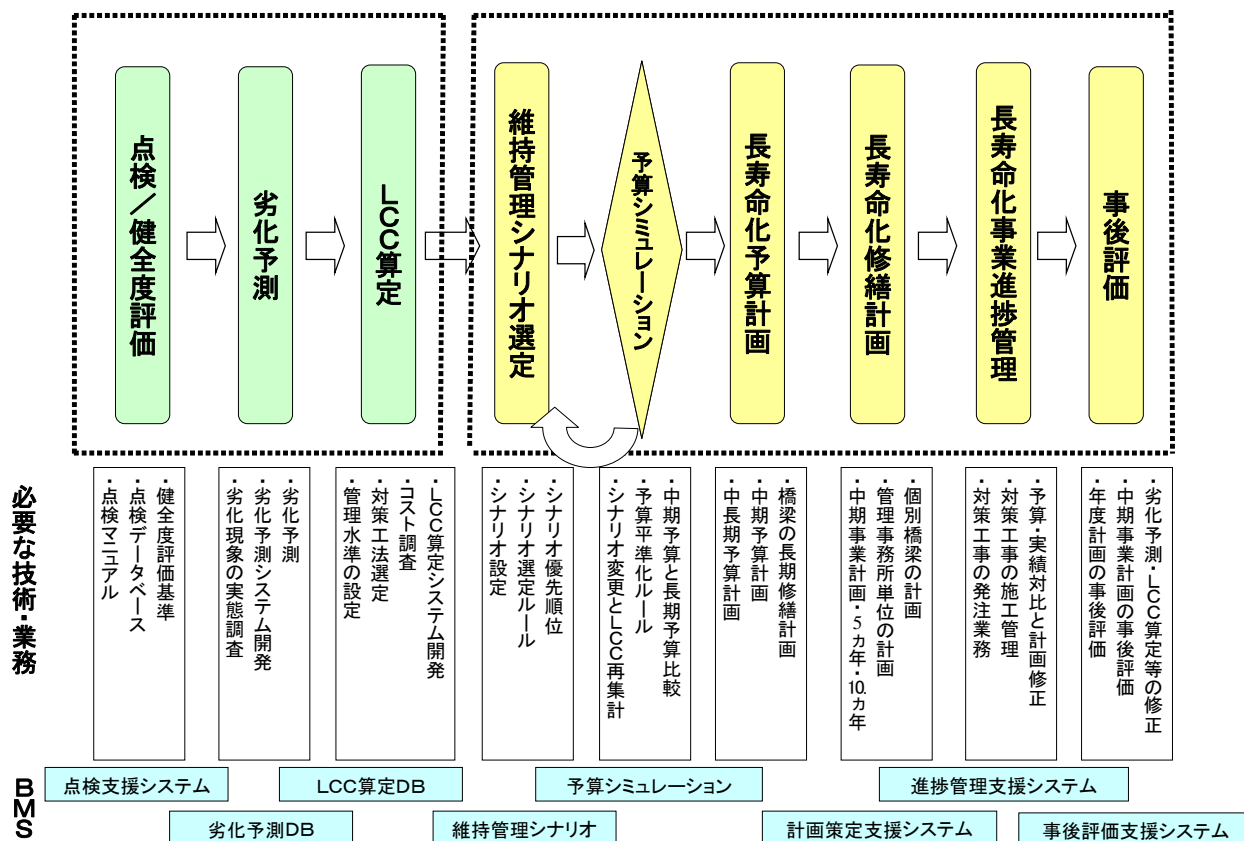 点検／健全度評価
劣化予測
LCC算定
維持管理シナリオ選定
予算シミュレーション
長寿命化予算計画
長寿命化修繕計画
長寿命化事業進捗管理
事後評価
必要な技術・業務
・健全度評価基準
・点検データベース
・点検マニュアル
・劣化予測
・劣化予測システム開発
・劣化現象の実態調査
・LCC算定システム開発
・コスト調査
・対策工法選定
・管理水準の設定
・シナリオ優先順位
・シナリオ選定ルール
・シナリオ設定
・中期予算と長期予算比較
・予算平準化ルール
・シナリオ変更とLCC再集計
・橋梁の長期修繕計画
・中期予算計画
・中長期予算計画
・個別橋梁の計画
・管理事務所単位の計画
・中期事業計画・5ヵ年・10.ヵ年
・予算・実績対比と計画修正
・対策工事の施工管理
・対策工事の発注業務
・劣化予測・LCC算定等の修正
・中期事業計画の事後評価
・年度計画の事後評価
BMS
点検支援システム
LCC算定DB
予算シミュレーション
進捗管理支援システム
劣化予測DB
維持管理シナリオ
計画策定支援システム
事後評価支援システム